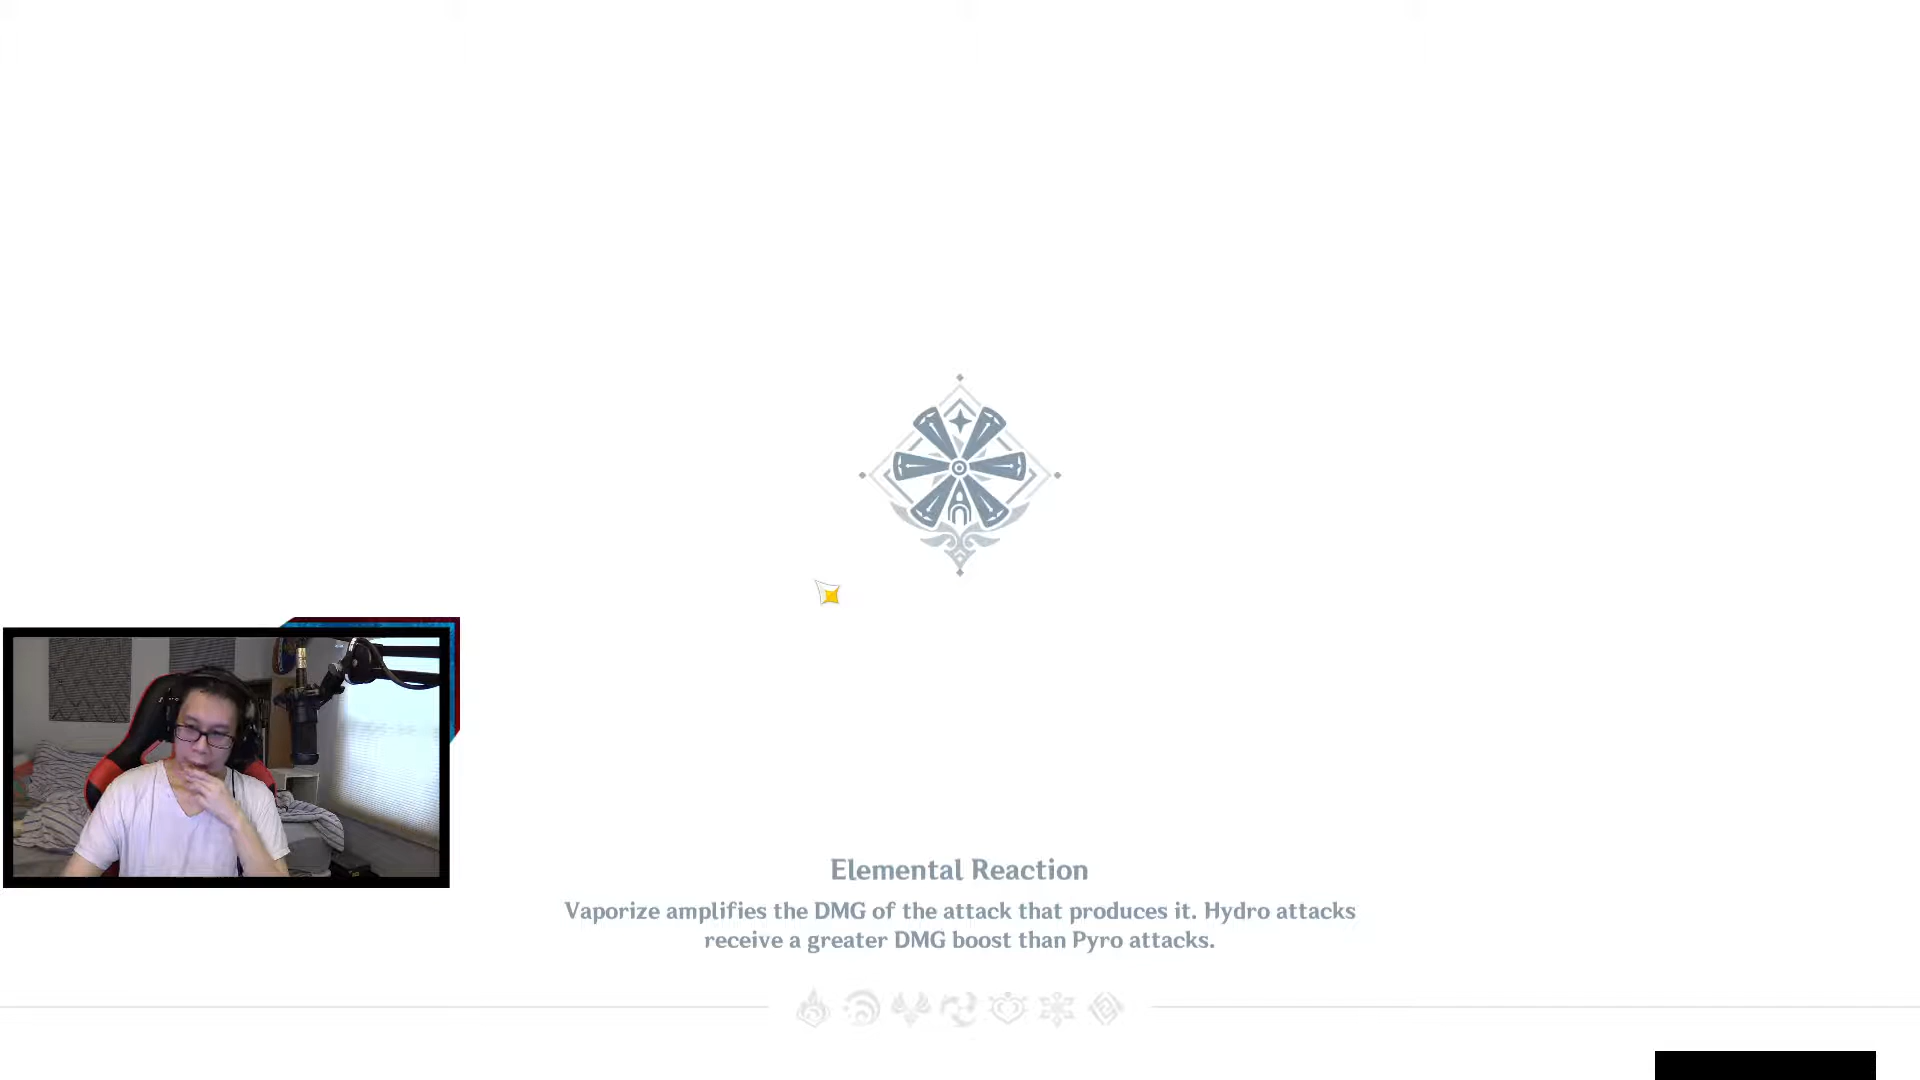 Elemental Reaction
Vaporize amplifies the DMG of the attack that produces it. Hydro attacks
receive a greater DMG boost than Pyro attacks.